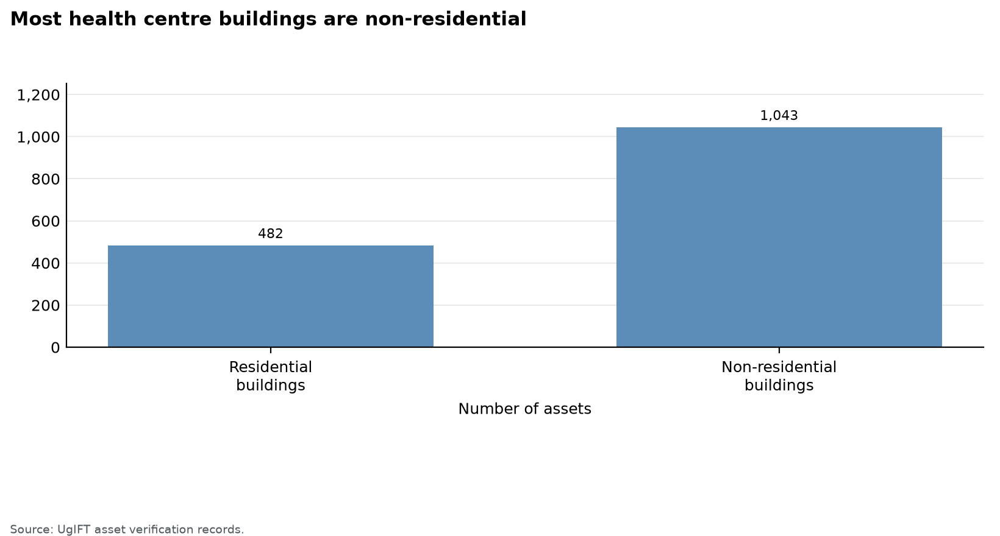 Most health centre buildings are non-residential
1,200
1,000
800
600
400
200
0
482
1,043
Residential
buildings
Non-residential
buildings
Number of assets
Source: UgIFT asset verification records.